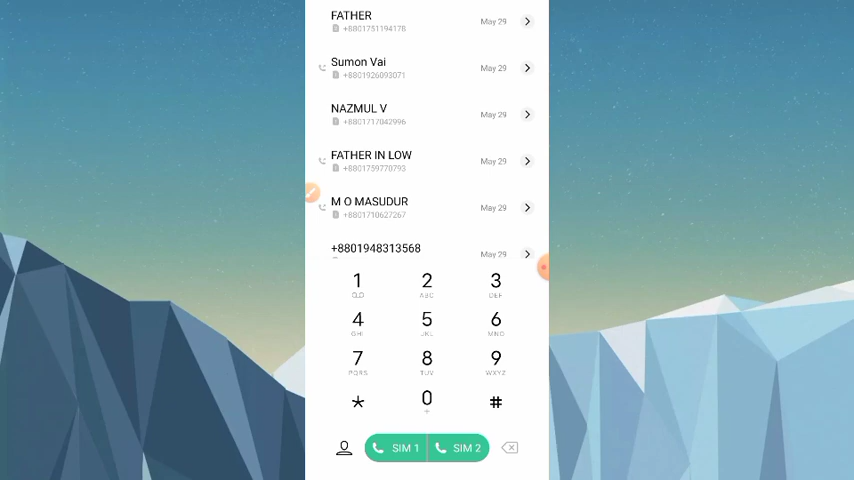 FATHER
+8801751194178
May 29
Sumon Vai
+8801926093071
May 29
NAZMUL V
+8801717042996
May 29
FATHER IN LOW
+8801759770793
May 29
M O MASUDUR
+8801710627267
May 29
+8801948313568
May 29
1 2 3
ABC DEF
4 5 6
GHI JKL MNO
7 8 9
PQRS TUV WXYZ
* 0 #
+
SIM 1 SIM 2